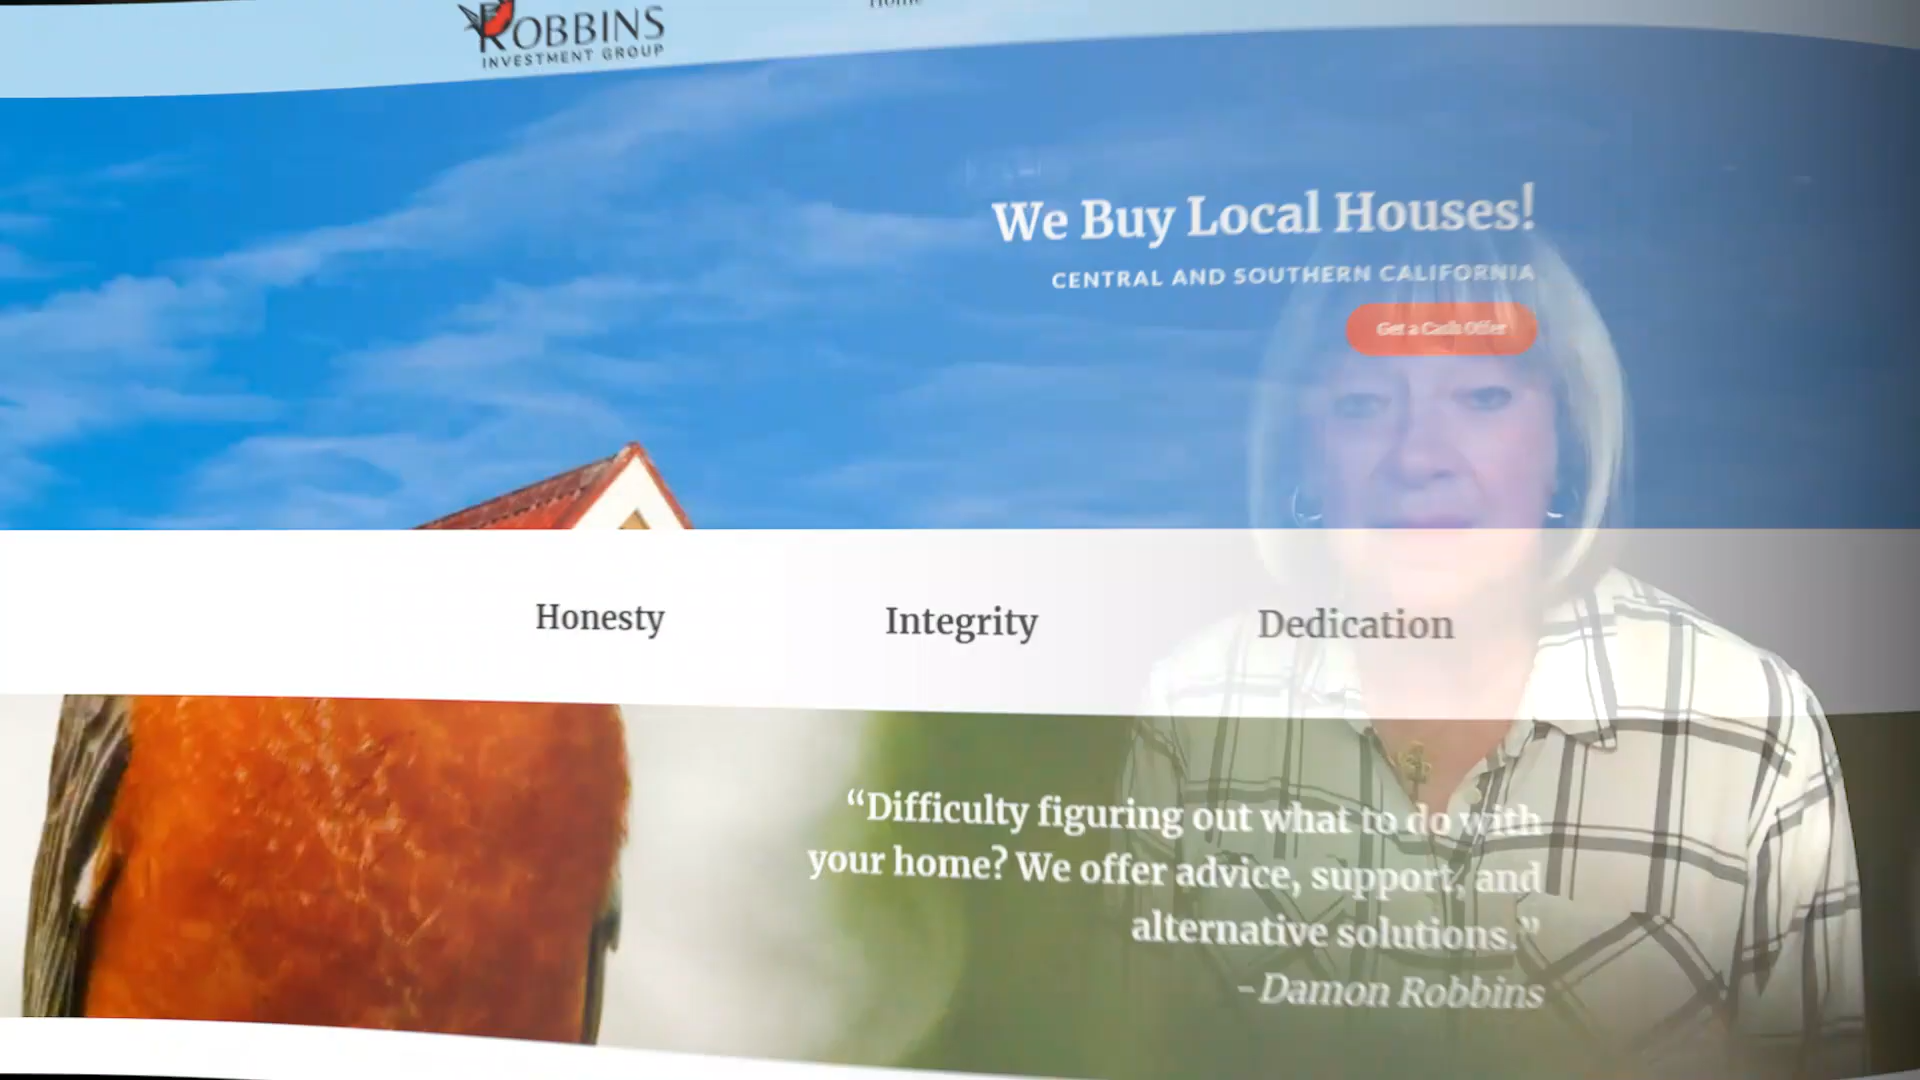 ROBBINS
INVESTMENT GROUP
Home
We Buy Local Houses!
CENTRAL AND SOUTHERN CALIFORNIA
Get a Cash Offer
Honesty
Integrity
Dedication
“Difficulty figuring out what to do with
your home? We offer advice, support, and
alternative solutions.”
-Damon Robbins